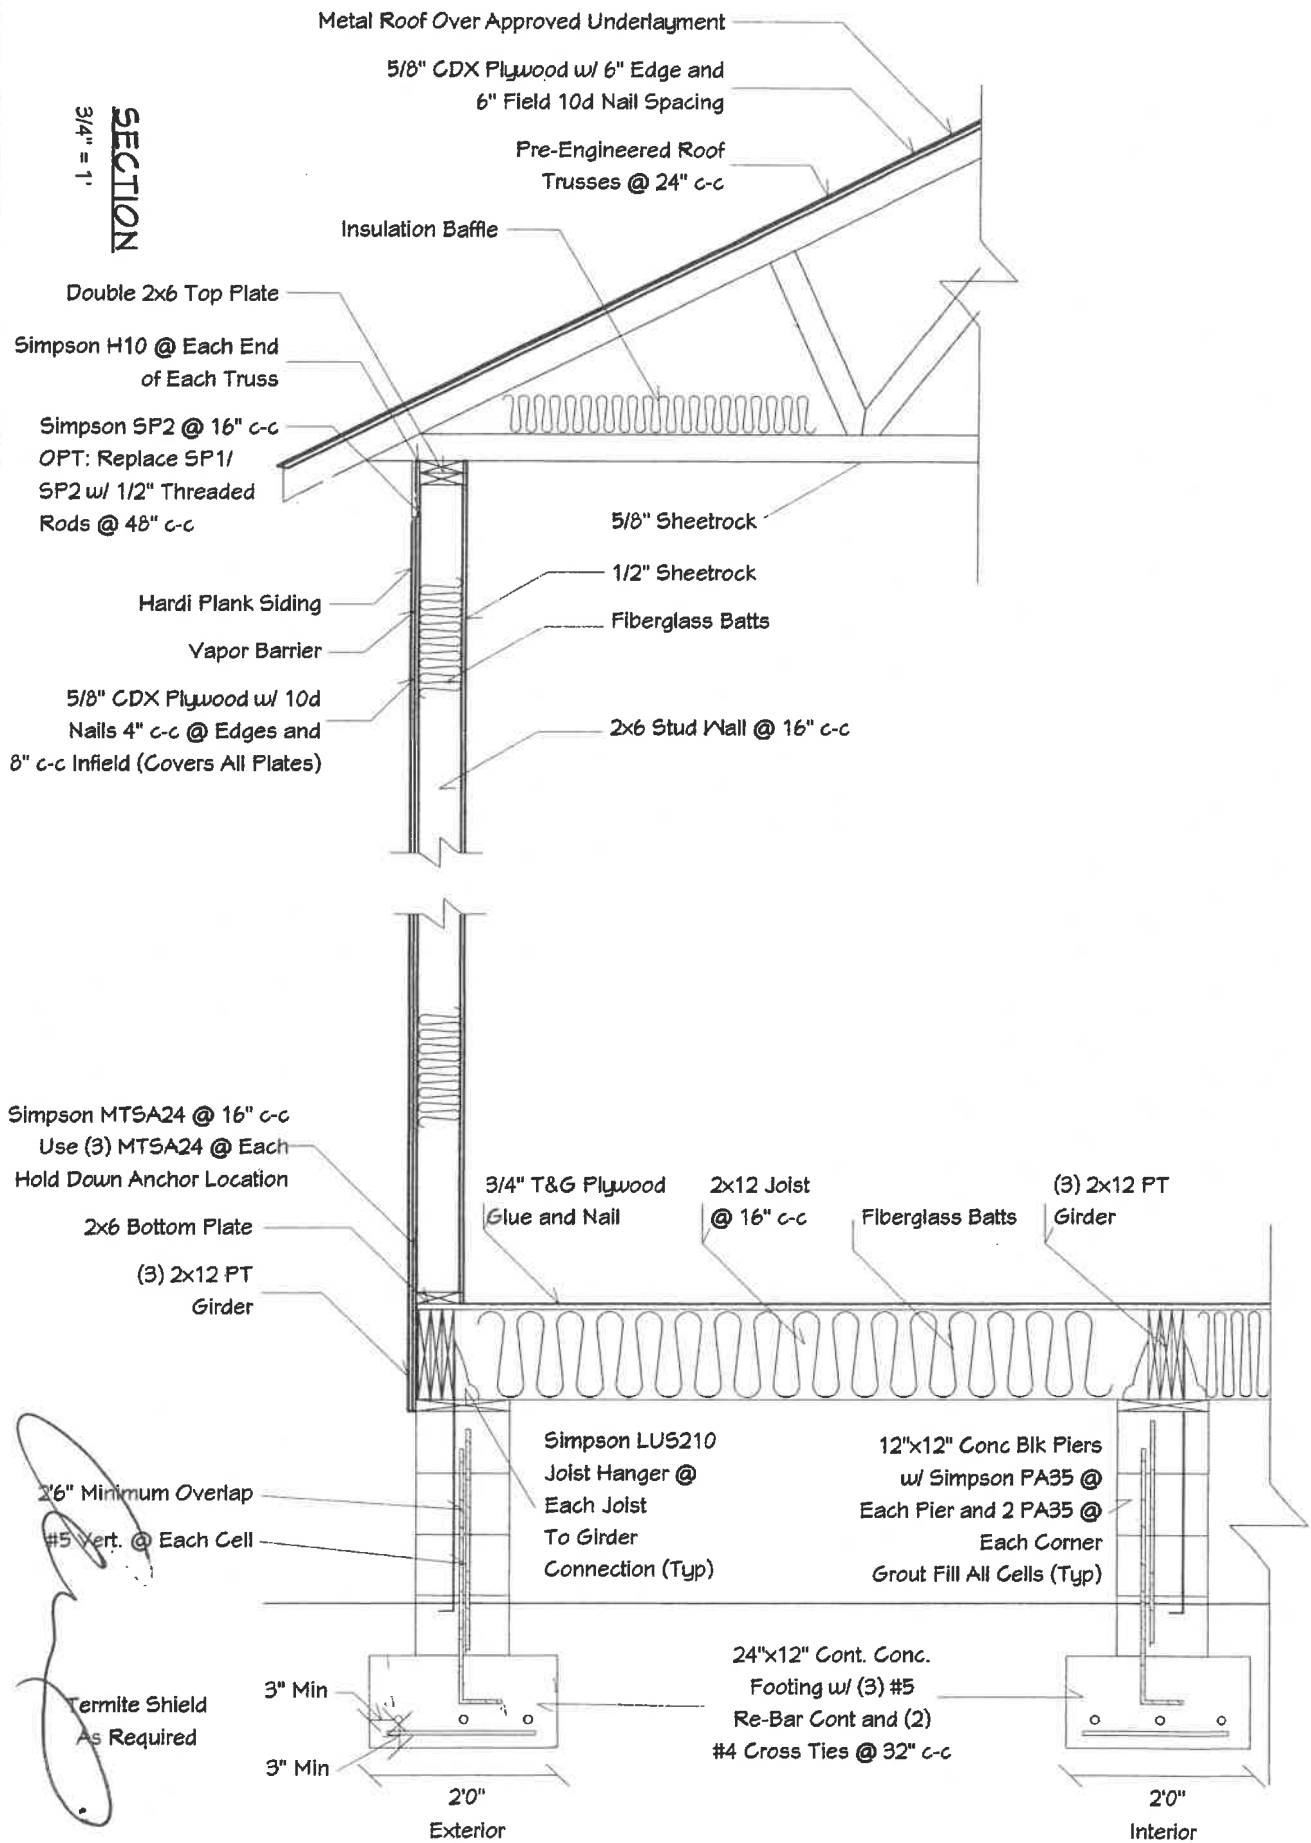 Metal Roof Over Approved Underlayment
5/8" CDX Plywood w/ 6" Edge and
6" Field 10d Nail Spacing
Pre-Engineered Roof
Trusses @ 24" c-c
SECTION
3/4" = 1'
Insulation Baffle
Double 2x6 Top Plate
Simpson H10 @ Each End
of Each Truss
Simpson SP2 @ 16" c-c
OPT: Replace SP1/
SP2 w/ 1/2" Threaded
Rods @ 48" c-c
5/8" Sheetrock
1/2" Sheetrock
Hardi Plank Siding
Fiberglass Batts
Vapor Barrier
5/8" CDX Plywood w/ 10d
Nails 4" c-c @ Edges and
8" c-c Infield (Covers All Plates)
2x6 Stud Wall @ 16" c-c
Simpson MTSA24 @ 16" c-c
Use (3) MTSA24 @ Each
Hold Down Anchor Location
2x6 Bottom Plate
(3) 2x12 PT
Girder
3/4" T&G Plywood
Glue and Nail
2x12 Joist
@ 16" c-c
Fiberglass Batts
(3) 2x12 PT
Girder
Simpson LUS210
Joist Hanger @
Each Joist
To Girder
Connection (Typ)
12"x12" Conc Blk Piers
w/ Simpson PA35 @
Each Pier and 2 PA35 @
Each Corner
Grout Fill All Cells (Typ)
2'6" Minimum Overlap
#5 Vert. @ Each Cell
24"x12" Cont. Conc.
Footing w/ (3) #5
Re-Bar Cont and (2)
#4 Cross Ties @ 32" c-c
Termite Shield
As Required
3" Min
3" Min
2'0"
Exterior
2'0"
Interior